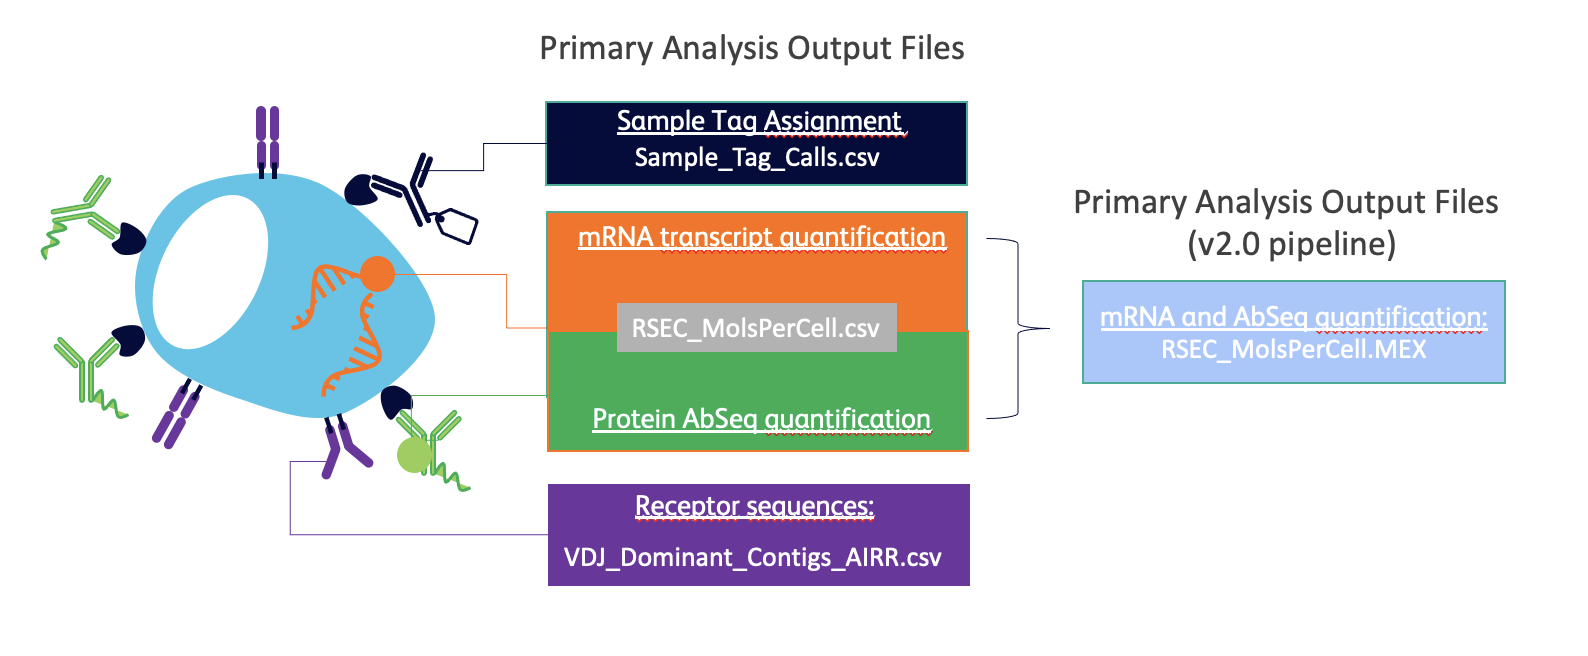 Primary Analysis Output Files
Sample Tag Assignment
Sample_Tag_Calls.csv
mRNA transcript quantification
RSEC_MolsPerCell.csv
Protein AbSeq quantification
Receptor sequences:
VDJ_Dominant_Contigs_AIRR.csv
Primary Analysis Output Files
(v2.0 pipeline)
mRNA and AbSeq quantification:
RSEC_MolsPerCell.MEX